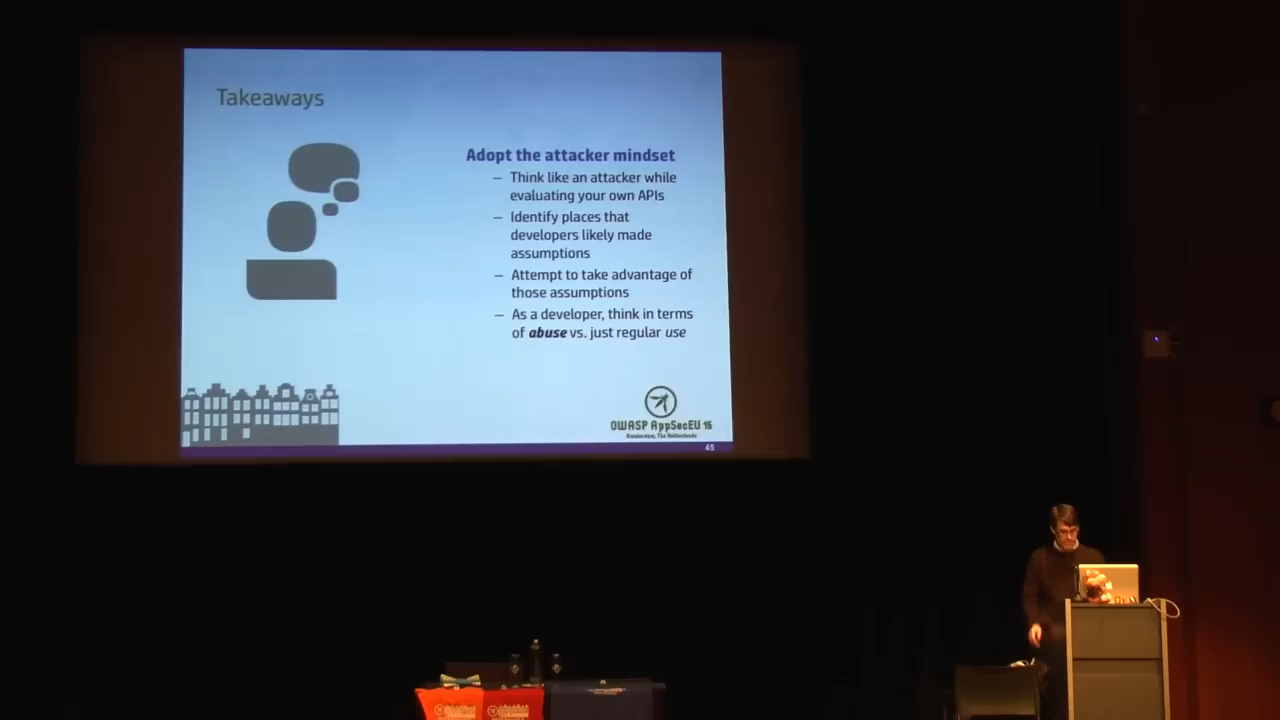 Takeaways
Adopt the attacker mindset
– Think like an attacker while
evaluating your own APIs
– Identify places that
developers likely made
assumptions
– Attempt to take advantage of
those assumptions
– As a developer, think in terms
of abuse vs. just regular use
OWASP AppSecEU 15
Amsterdam, The Netherlands
45